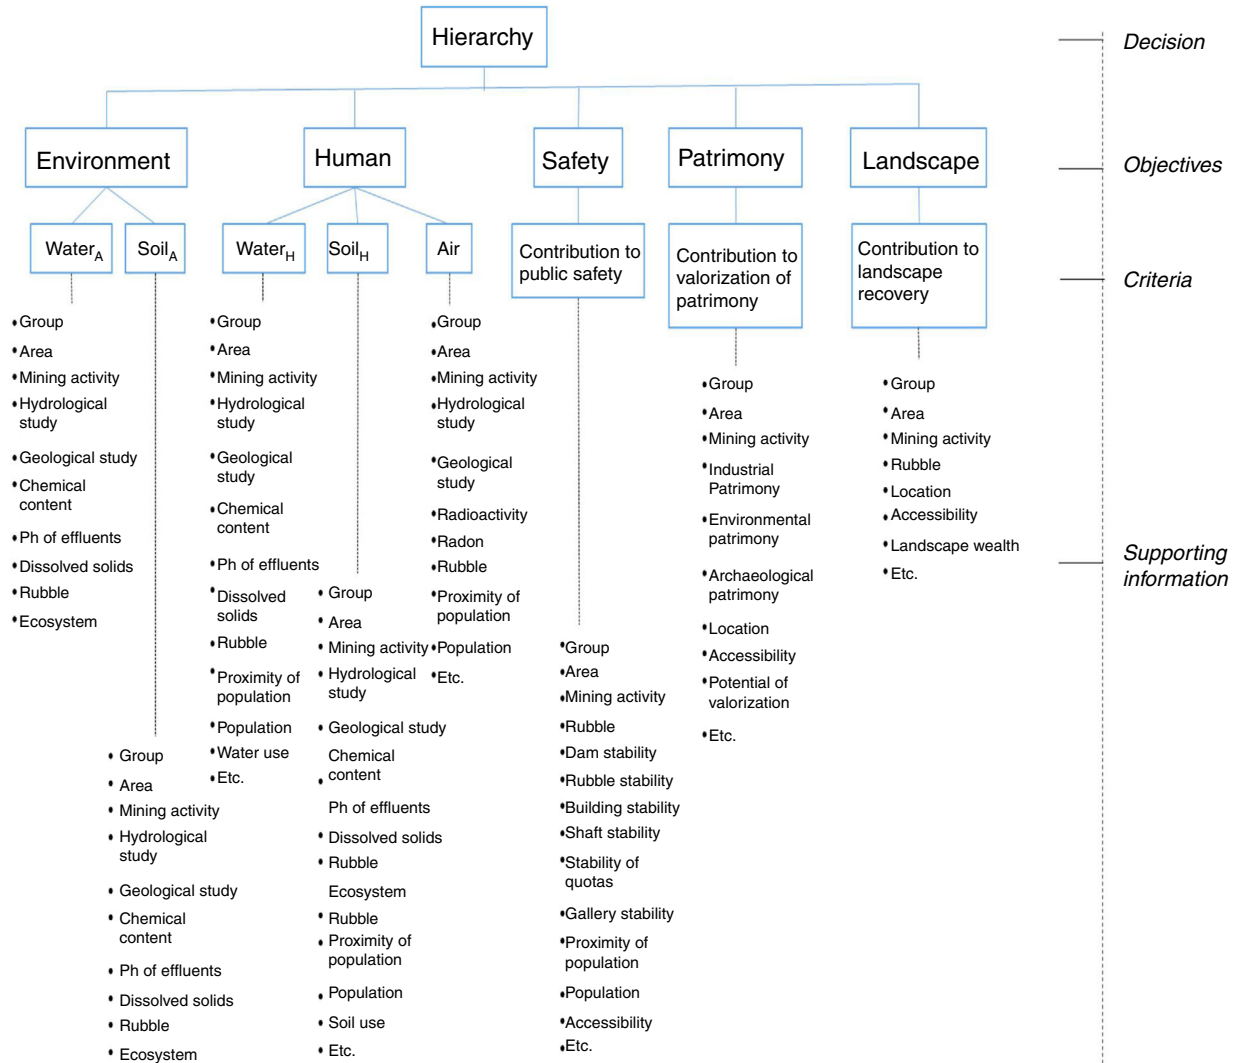 Hierarchy
Decision
Environment
Human
Safety
Patrimony
Landscape
Objectives
Water_A
Soil_A
Water_H
Soil_H
Air
Contribution to
public safety
Contribution to
valorization of
patrimony
Contribution to
landscape
recovery
Criteria
• Group
• Area
• Mining activity
• Hydrological
study
• Geological study
• Chemical
content
• Ph of effluents
• Dissolved solids
• Rubble
• Ecosystem
• Group
• Area
• Mining activity
• Hydrological
study
• Geological study
• Chemical
content
• Ph of effluents
• Dissolved solids
• Rubble
• Ecosystem
• Group
• Area
• Mining activity
• Hydrological
study
• Geological
study
• Chemical
content
• Ph of effluents
• Dissolved
solids
• Rubble
• Proximity of
population
• Population
• Water use
• Etc.
• Group
• Area
• Mining activity
• Hydrological
study
• Geological study
Chemical
content
•
Ph of effluents
• Dissolved solids
• Rubble
Ecosystem
• Rubble
• Proximity of
population
• Population
• Soil use
• Etc.
• Group
• Area
• Mining activity
• Hydrological
study
• Geological
study
• Radioactivity
• Radon
• Rubble
• Proximity of
population
• Population
• Etc.
• Group
• Area
• Mining activity
• Rubble
• Dam stability
• Rubble stability
• Building stability
• Shaft stability
• Stability of
quotas
• Gallery stability
• Proximity of
population
• Population
• Accessibility
• Etc.
• Group
• Area
• Mining activity
• Industrial
Patrimony
• Environmental
patrimony
• Archaeological
patrimony
• Location
• Accessibility
• Potential of
valorization
• Etc.
• Group
• Area
• Mining activity
• Rubble
• Location
• Accessibility
• Landscape wealth
• Etc.
Supporting
information